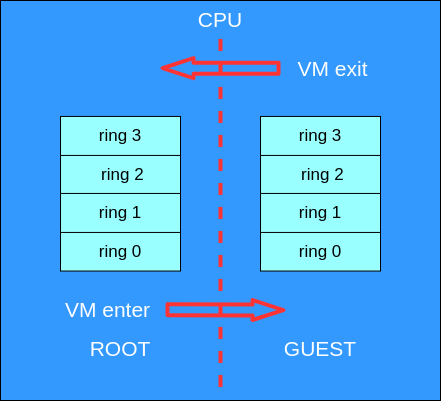 CPU
VM exit
ring 3
ring 2
ring 1
ring 0
ring 3
ring 2
ring 1
ring 0
VM enter
ROOT
GUEST